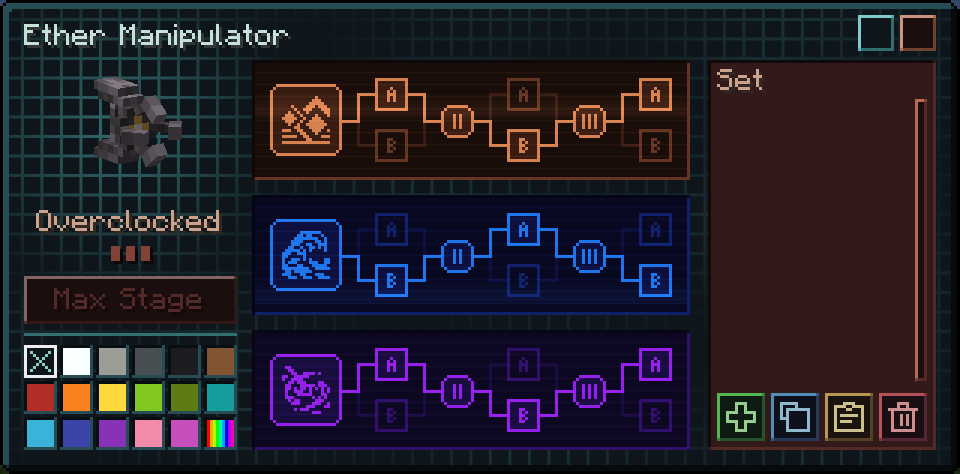 Ether Manipulator
Overclocked
Max Stage
A II A III A
B B B
A II A III A
B B B
A II A III A
B B B
Set